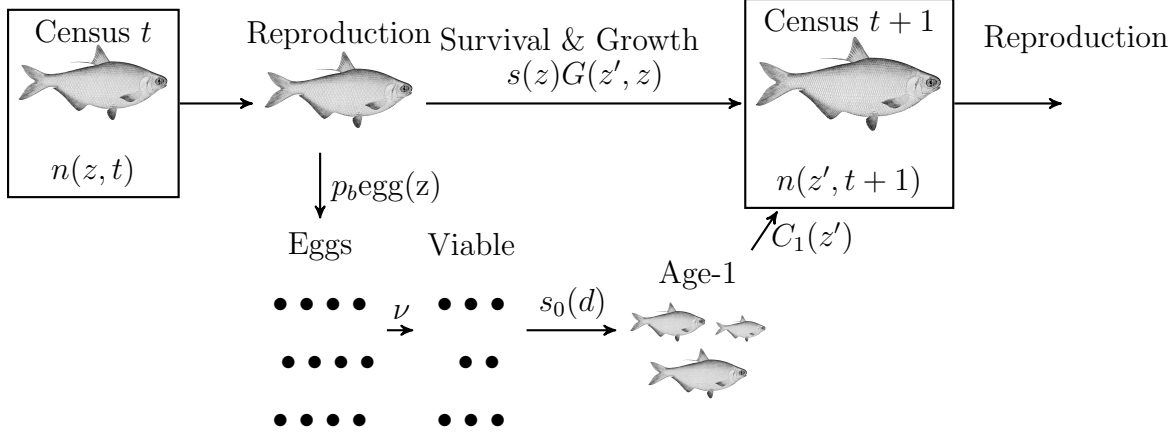 Census t
Reproduction
Survival & Growth
s(z)G(z′, z)
Census t + 1
Reproduction
n(z, t)
n(z′, t + 1)
p_b egg(z)
C_1(z′)
Eggs
Viable
Age-1
ν
s_0(d)